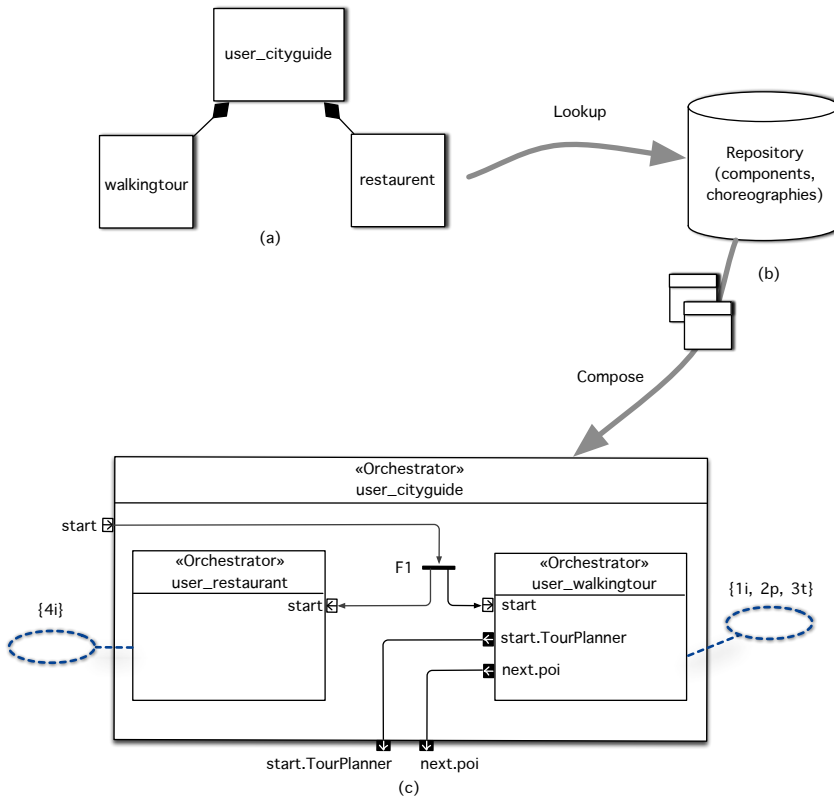 user_cityguide
walkingtour
restaurent
(a)
Lookup
Repository
(components,
choreographies)
(b)
Compose
«Orchestrator»
user_cityguide
start
«Orchestrator»
user_restaurant
start
F1
«Orchestrator»
user_walkingtour
start
start.TourPlanner
next.poi
{4i}
{1i, 2p, 3t}
start.TourPlanner
next.poi
(c)